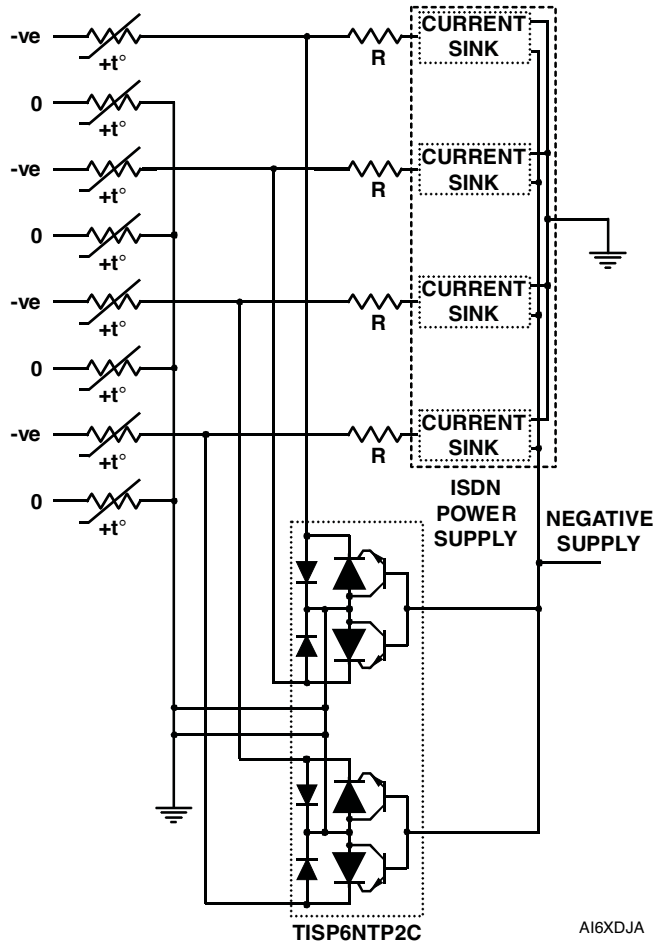 -ve
+t°
R
CURRENT
SINK
0
+t°
-ve
+t°
R
CURRENT
SINK
0
+t°
-ve
+t°
R
CURRENT
SINK
0
+t°
-ve
+t°
R
CURRENT
SINK
0
+t°
ISDN
POWER
SUPPLY
NEGATIVE
SUPPLY
TISP6NTP2C
AI6XDJA